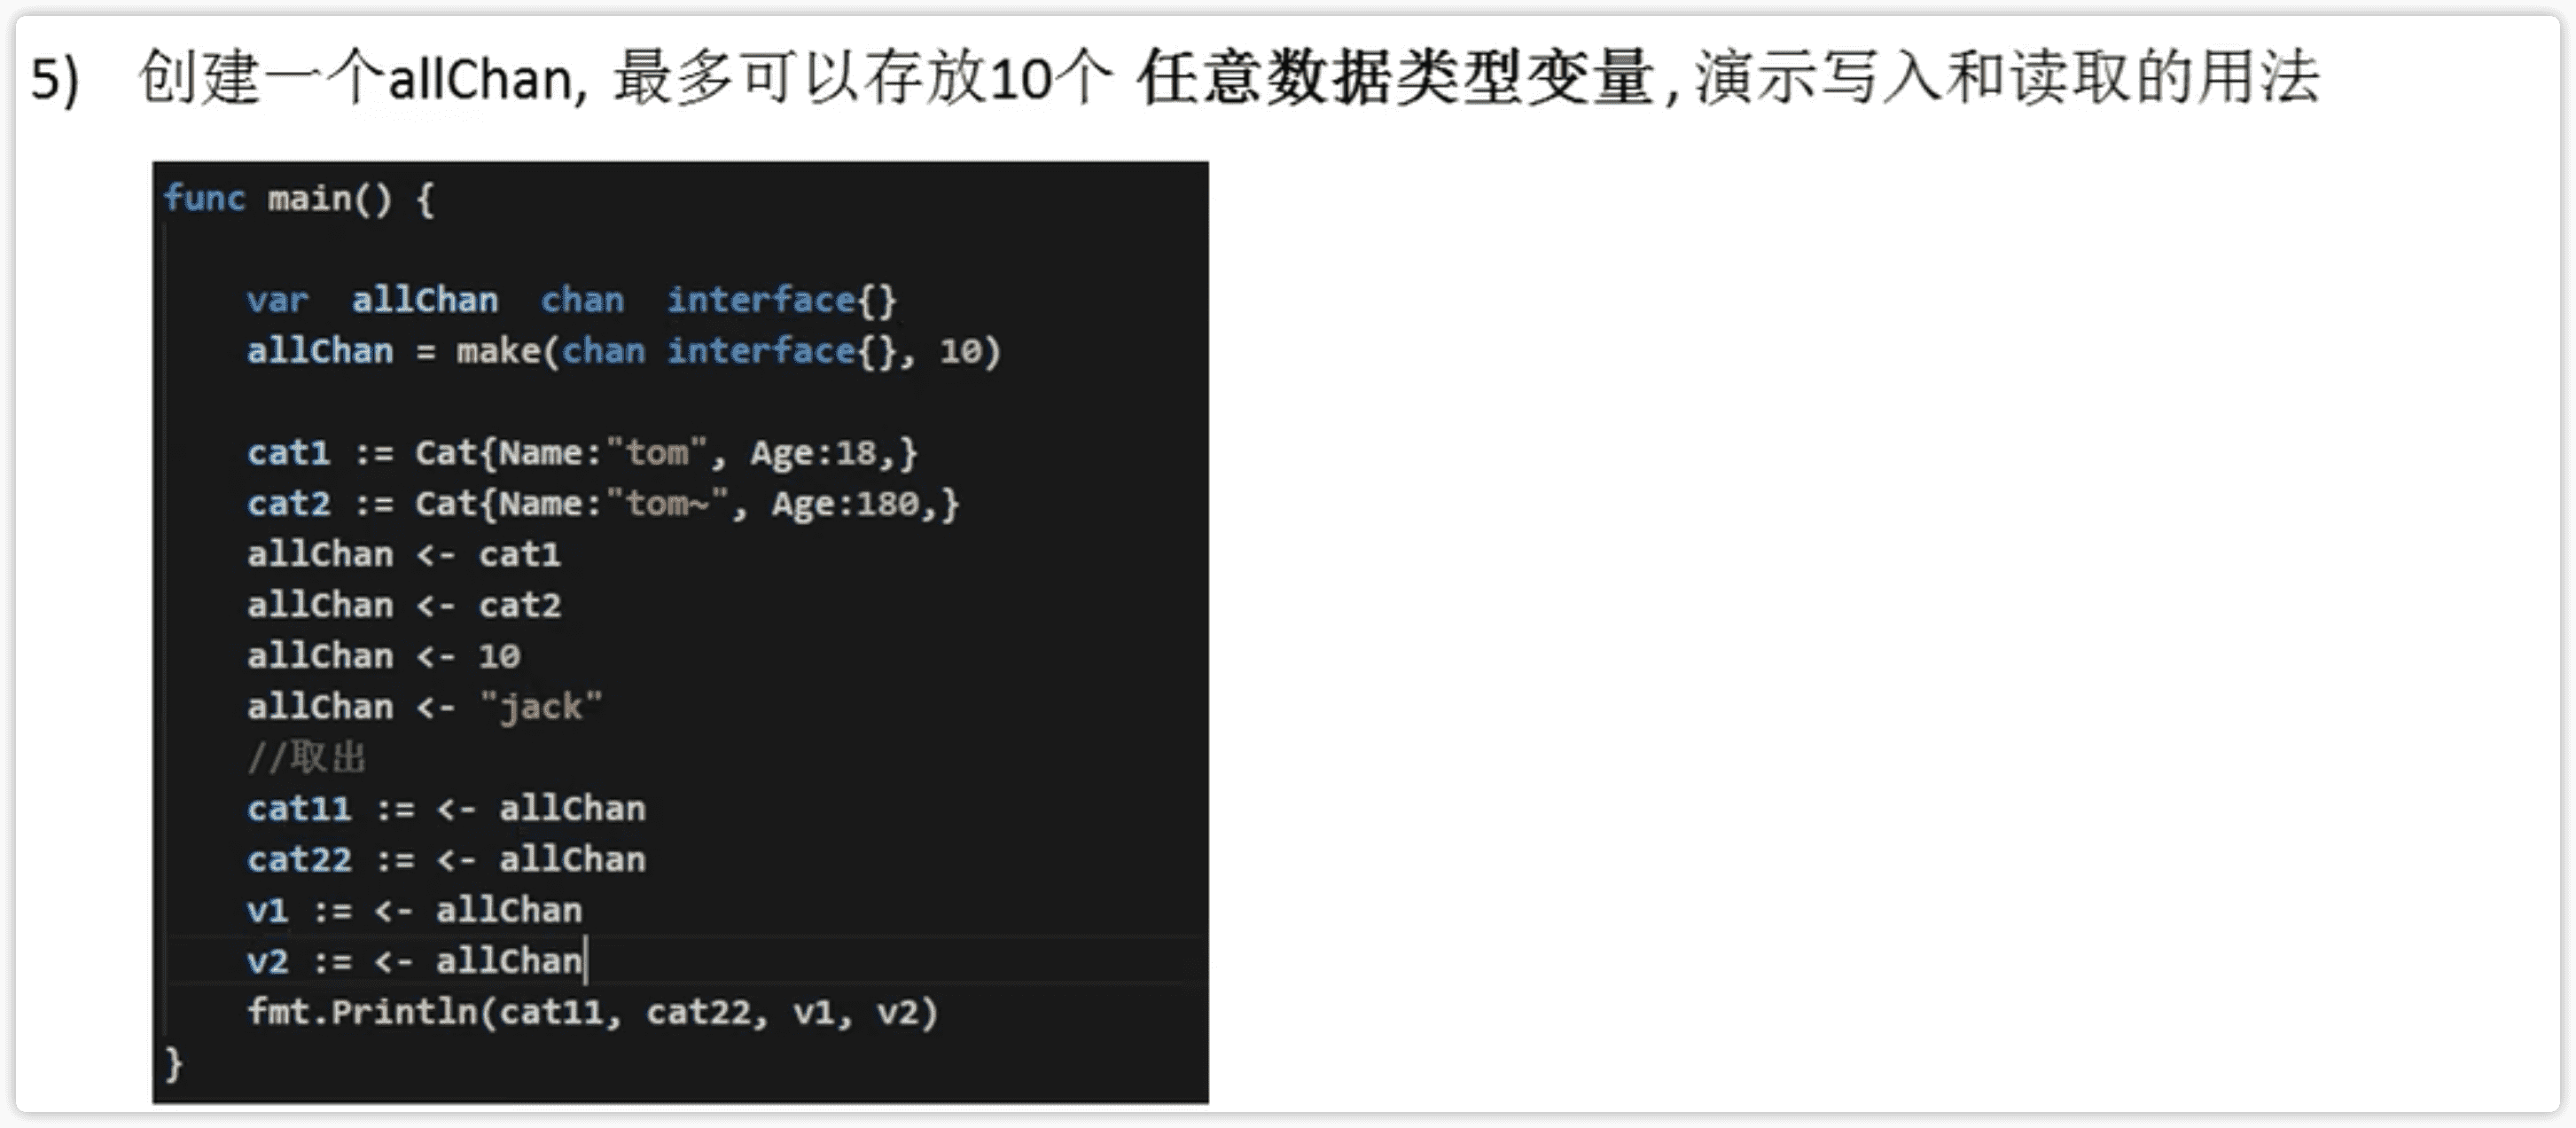 5) 创建一个allChan, 最多可以存放10个 任意数据类型变量,演示写入和读取的用法
func main() {
var allChan chan interface{}
allChan = make(chan interface{}, 10)
cat1 := Cat{Name:"tom", Age:18,}
cat2 := Cat{Name:"tom~", Age:180,}
allChan <- cat1
allChan <- cat2
allChan <- 10
allChan <- "jack"
//取出
cat11 := <- allChan
cat22 := <- allChan
v1 := <- allChan
v2 := <- allChan
fmt.Println(cat11, cat22, v1, v2)
}